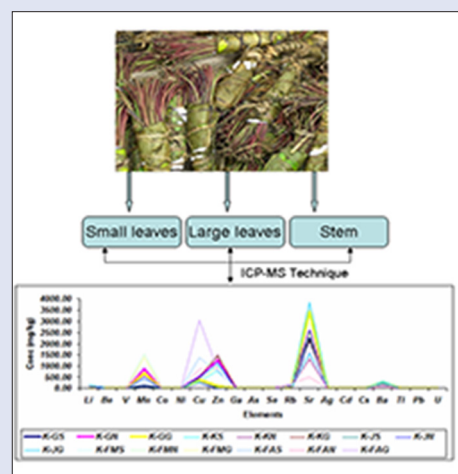 Small leaves
Large leaves
Stem
ICP-MS Technique
4000.00
3500.00
3000.00
2500.00
2000.00
1500.00
1000.00
500.00
0.00
Conc (mg/kg)
Li Be V Mn Co Ni Cu Zn Ga As Se Rb Sr Ag Cd Cs Ba Tl Pb U
Elements
K-GS K-GN K-GG K-KS K-KN K-KG K-JS K-JN
K-JG K-FMS K-FMN K-FMG K-FAS K-FAN K-FAG